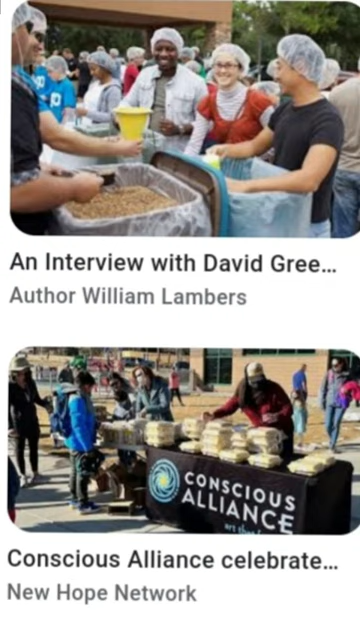 An Interview with David Gree...
Author William Lambers
CONSCIOUS
ALLIANCE
Conscious Alliance celebrate...
New Hope Network